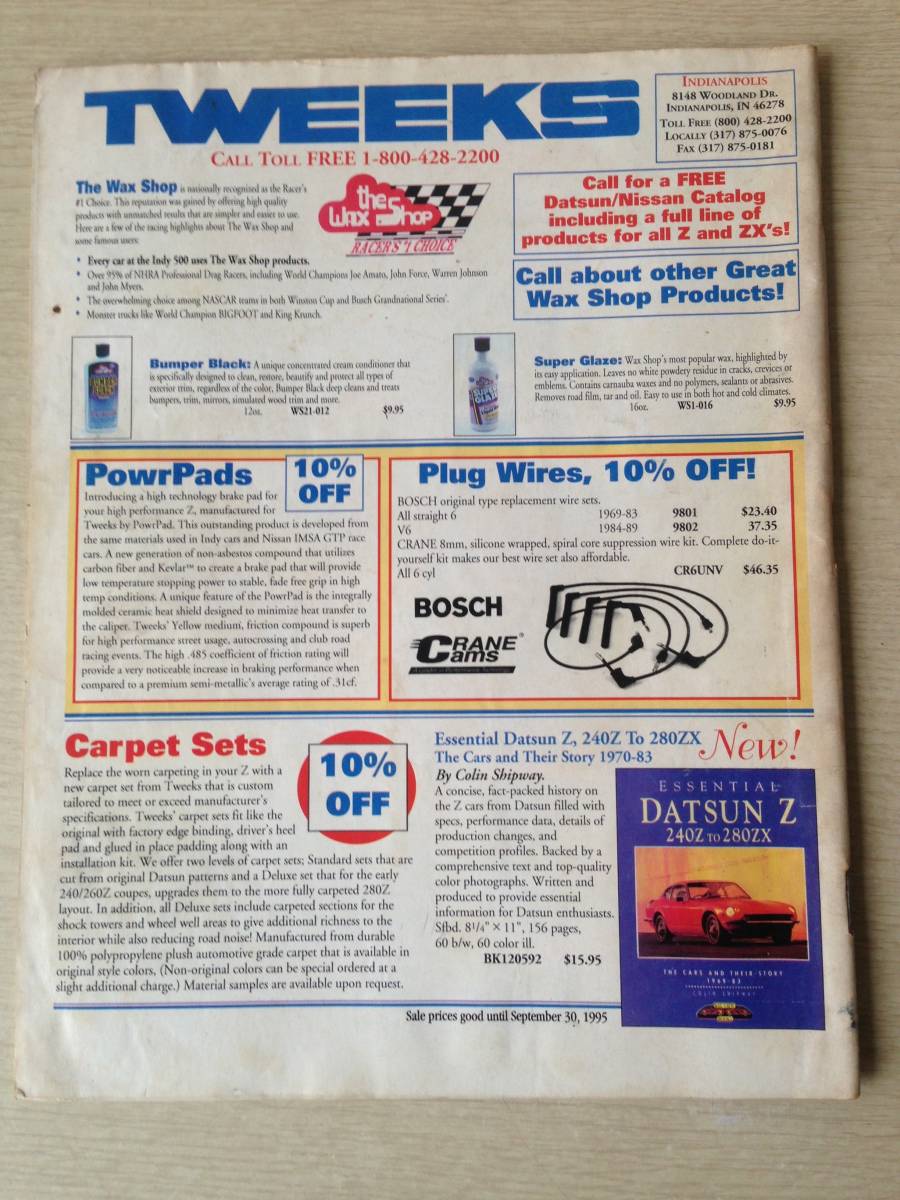 TWEEKS
CALL TOLL FREE 1-800-428-2200
INDIANAPOLIS
8148 WOODLAND DR.
INDIANAPOLIS, IN 46278
TOLL FREE (800) 428-2200
LOCALLY (317) 875-0076
FAX (317) 875-0181
The Wax Shop is nationally recognized as the Racer's
#1 Choice. This reputation was gained by offering high quality
products with unmatched results that are simpler and easier to use.
Here are a few of the racing highlights about The Wax Shop and
some famous users:
the
Wax Shop
RACER'S #1 CHOICE
• Every car at the Indy 500 uses The Wax Shop products.
• Over 95% of NHRA Professional Drag Racers, including World Champions Joe Amato, John Force, Warren Johnson
and John Myers.
• The overwhelming choice among NASCAR teams in both Winston Cup and Busch Grandnational Series'.
• Monster trucks like World Champion BIGFOOT and King Krunch.
Call for a FREE
Datsun/Nissan Catalog
including a full line of
products for all Z and ZX's!
Call about other Great
Wax Shop Products!
Bumper Black: A unique concentrated cream conditioner that
is specifically designed to clean, restore, beautify and protect all types of
exterior trim, regardless of the color. Bumper Black deep cleans and treats
bumpers, trim, mirrors, simulated wood trim and more.
12oz. WS21-012 $9.95
SUPER
GLAZE
Super Glaze: Wax Shop's most popular wax, highlighted by
its easy application. Leaves no white powdery residue in cracks, crevices or
emblems. Contains carnauba waxes and no polymers, sealants or abrasives.
Removes road film, tar and oil. Easy to use in both hot and cold climates.
16oz. WS1-016 $9.95
PowrPads
10%
OFF
Introducing a high technology brake pad for
your high performance Z, manufactured for
Tweeks by PowrPad. This outstanding product is developed from
the same materials used in Indy cars and Nissan IMSA GTP race
cars. A new generation of non-asbestos compound that utilizes
carbon fiber and Kevlar™ to create a brake pad that will provide
low temperature stopping power to stable, fade free grip in high
temp conditions. A unique feature of the PowrPad is the integrally
molded ceramic heat shield designed to minimize heat transfer to
the caliper. Tweeks' Yellow medium, friction compound is superb
for high performance street usage, autocrossing and club road
racing events. The high .485 coefficient of friction rating will
provide a very noticeable increase in braking performance when
compared to a premium semi-metallic's average rating of .31cf.
Plug Wires, 10% OFF!
BOSCH original type replacement wire sets.
All straight 6 1969-83 9801 $23.40
V6 1984-89 9802 37.35
CRANE 8mm, silicone wrapped, spiral core suppression wire kit. Complete do-it-
yourself kit makes our best wire set also affordable.
All 6 cyl CR6UNV $46.35
BOSCH
CRANE®
Cams
Carpet Sets
10%
OFF
Replace the worn carpeting in your Z with a
new carpet set from Tweeks that is custom
tailored to meet or exceed manufacturer's
specifications. Tweeks' carpet sets fit like the
original with factory edge binding, driver's heel
pad and glued in place padding along with an
installation kit. We offer two levels of carpet sets; Standard sets that are
cut from original Datsun patterns and a Deluxe set that for the early
240/260Z coupes, upgrades them to the more fully carpeted 280Z
layout. In addition, all Deluxe sets include carpeted sections for the
shock towers and wheel well areas to give additional richness to the
interior while also reducing road noise! Manufactured from durable
100% polypropylene plush automotive grade carpet that is available in
original style colors, (Non-original colors can be special ordered at a
slight additional charge.) Material samples are available upon request.
Essential Datsun Z, 240Z To 280ZX
The Cars and Their Story 1970-83
New!
By Colin Shipway.
A concise, fact-packed history on
the Z cars from Datsun filled with
specs, performance data, details of
production changes, and
competition profiles. Backed by a
comprehensive text and top-quality
color photographs. Written and
produced to provide essential
information for Datsun enthusiasts.
Sfbd. 8¼" × 11", 156 pages,
60 b/w, 60 color ill.
BK120592 $15.95
ESSENTIAL
DATSUN Z
240Z TO 280ZX
THE CARS AND THEIR STORY
1969-83
COLIN SHIPWAY
Sale prices good until September 30, 1995